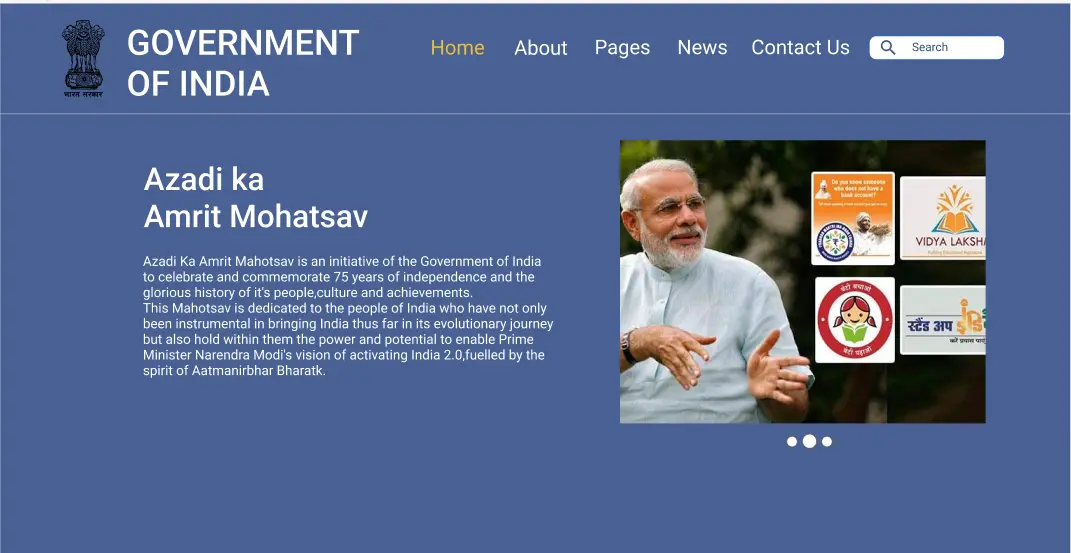 GOVERNMENT
OF INDIA
भारत सरकार
Home About Pages News Contact Us Search
Azadi ka
Amrit Mohatsav
Azadi Ka Amrit Mahotsav is an initiative of the Government of India
to celebrate and commemorate 75 years of independence and the
glorious history of it's people,culture and achievements.
This Mahotsav is dedicated to the people of India who have not only
been instrumental in bringing India thus far in its evolutionary journey
but also hold within them the power and potential to enable Prime
Minister Narendra Modi's vision of activating India 2.0,fuelled by the
spirit of Aatmanirbhar Bharatk.
Do you know someone
who does not have a
bank account?
VIDYA LAKSHM
बेटी बचाओ
बेटी पढ़ाओ
स्टैंड अप इंडि
करें प्रयास पाएं